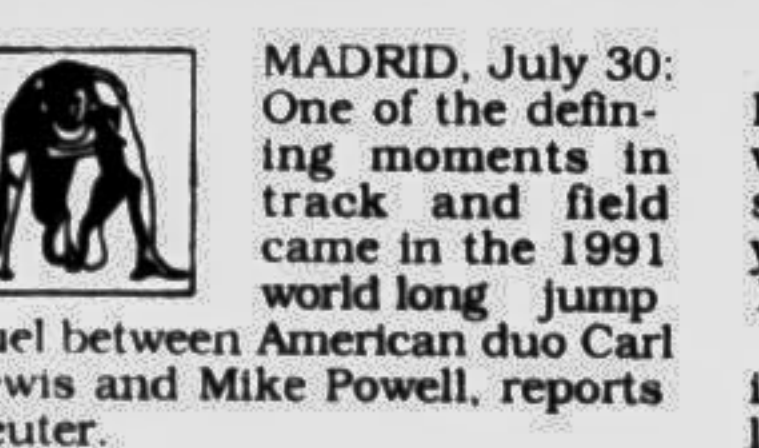 MADRID, July 30:
One of the defin-
ing moments in
track and field
came in the 1991
world long jump
uel between American duo Carl
wis and Mike Powell, reports
euter.